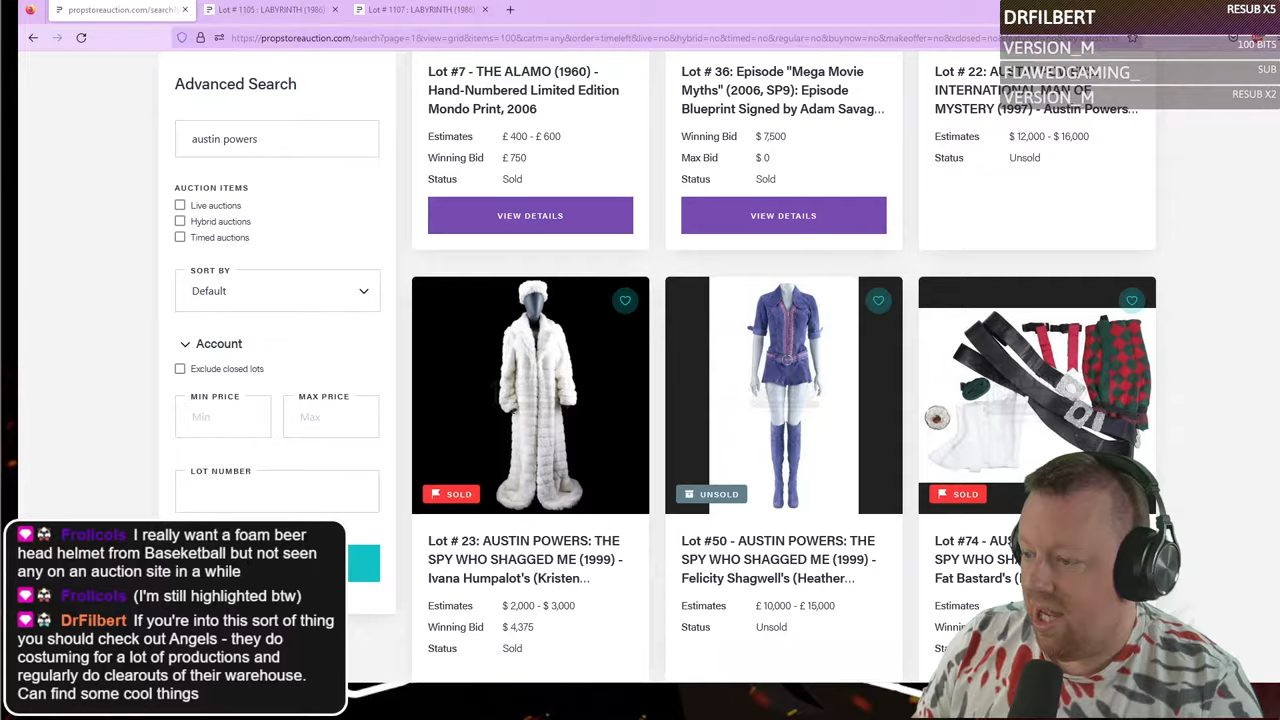 propstoreauction.com/search?
Lot # 1105 : LABYRINTH (1986)
Lot # 1107 : LABYRINTH (1986)
https://propstoreauction.com/search?page=1&view=grid&items=100&catm=any&order=timeleft&live=no&hybrid=no&timed=no&regular=no&buynow=no&makeoffer=no&xclosed=no
DRFILBERT
RESUB X5
VERSION_M
100 BITS
FLAWEDGAMING_
SUB
VERSION_M
RESUB X2
Advanced Search
austin powers
AUCTION ITEMS
Live auctions
Hybrid auctions
Timed auctions
SORT BY
Default
Account
Exclude closed lots
MIN PRICE
MAX PRICE
Min
Max
LOT NUMBER
Lot #7 - THE ALAMO (1960) -
Hand-Numbered Limited Edition
Mondo Print, 2006
Estimates £ 400 - £ 600
Winning Bid £ 750
Status Sold
VIEW DETAILS
Lot # 36: Episode "Mega Movie
Myths" (2006, SP9): Episode
Blueprint Signed by Adam Savag...
Winning Bid $ 7,500
Max Bid $ 0
Status Sold
VIEW DETAILS
Lot # 22:
INTERNATIONAL MAN OF
MYSTERY (1997) - Austin Powers...
Estimates $ 12,000 - $ 16,000
Status Unsold
SOLD
Lot # 23: AUSTIN POWERS: THE
SPY WHO SHAGGED ME (1999) -
Ivana Humpalot's (Kristen...
Estimates $ 2,000 - $ 3,000
Winning Bid $ 4,375
Status Sold
UNSOLD
Lot #50 - AUSTIN POWERS: THE
SPY WHO SHAGGED ME (1999) -
Felicity Shagwell's (Heather...
Estimates £ 10,000 - £ 15,000
Status Unsold
SOLD
Lot #74 -
SPY WHO
Fat Bastard's
Estimates
Status
Frollcols I really want a foam beer
head helmet from Baseketball but not seen
any on an auction site in a while
Frollcols (I'm still highlighted btw)
DrFilbert If you're into this sort of thing
you should check out Angels - they do
costuming for a lot of productions and
regularly do clearouts of their warehouse.
Can find some cool things